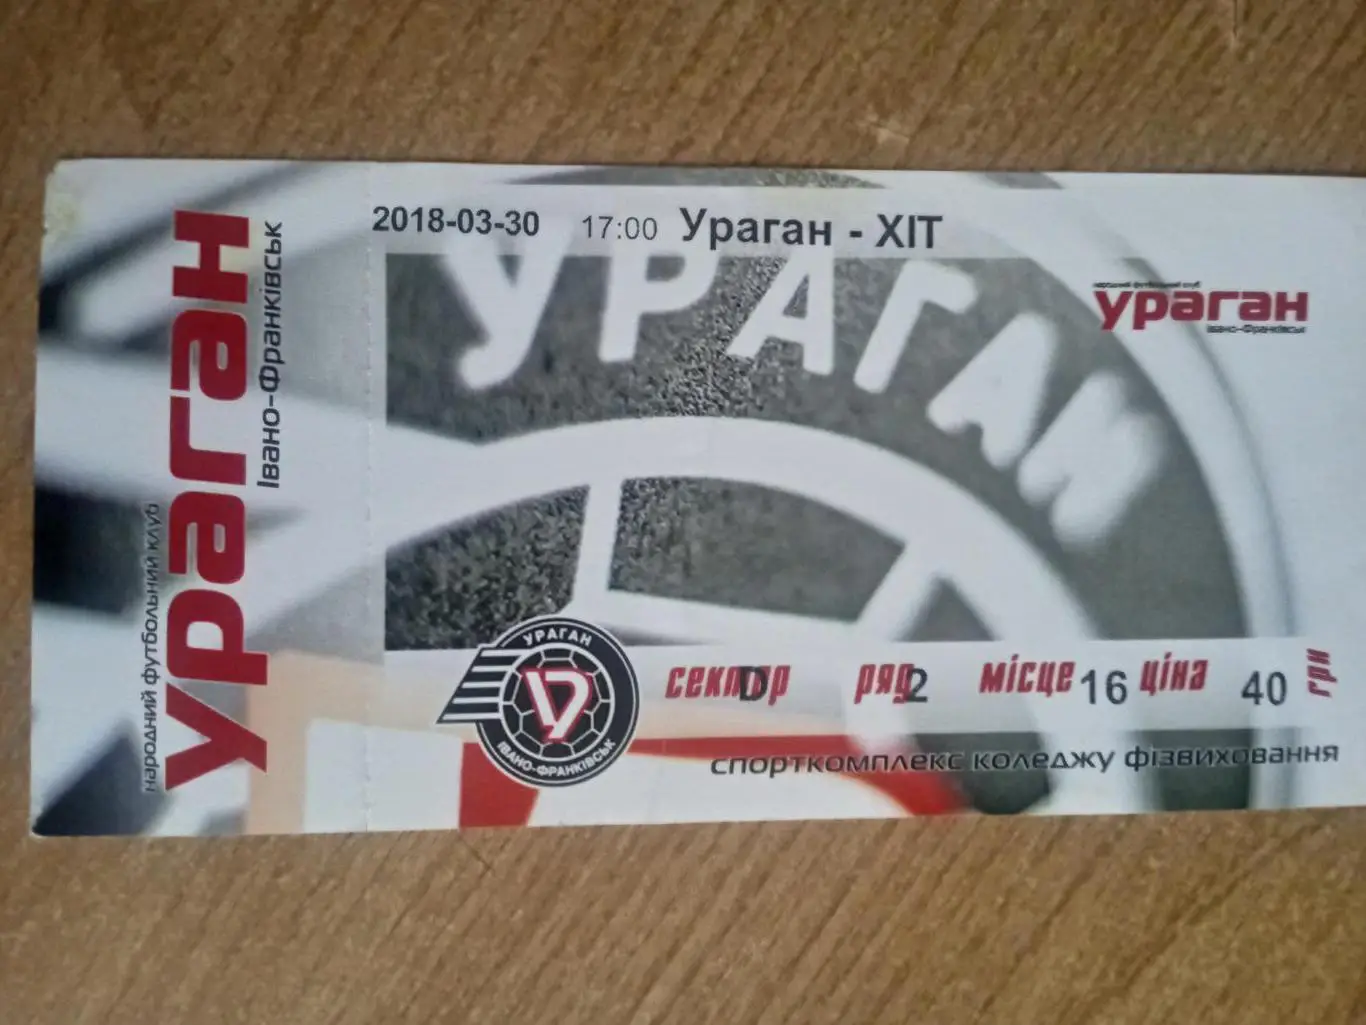 народний футбольний клуб
ураган
Івано-Франківськ
2018-03-30 17:00 Ураган - ХІТ
УРАГАН
народний футбольний клуб
ураган
Івано-Франківськ
УРАГАН
ІВАНО-ФРАНКІВСЬК
сектор D ряд 2 місце 16 ціна 40 грн
спорткомплекс коледжу фізвиховання